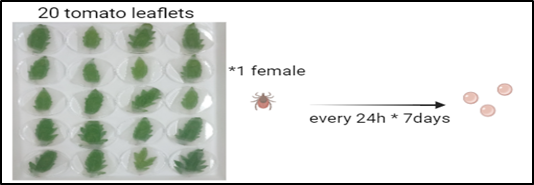 20 tomato leaflets
*1 female
every 24h * 7days